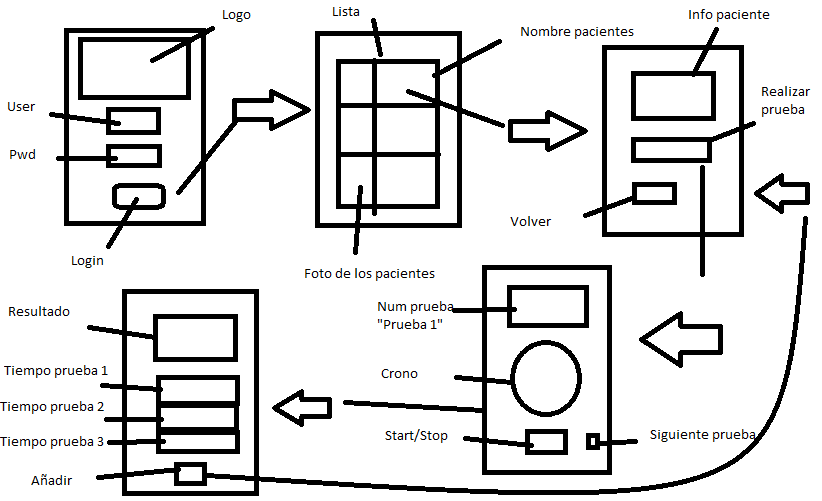 Logo
User
Pwd
Login
Lista
Nombre pacientes
Foto de los pacientes
Info paciente
Realizar
prueba
Volver
Num prueba
"Prueba 1"
Crono
Start/Stop
Siguiente prueba
Resultado
Tiempo prueba 1
Tiempo prueba 2
Tiempo prueba 3
Añadir